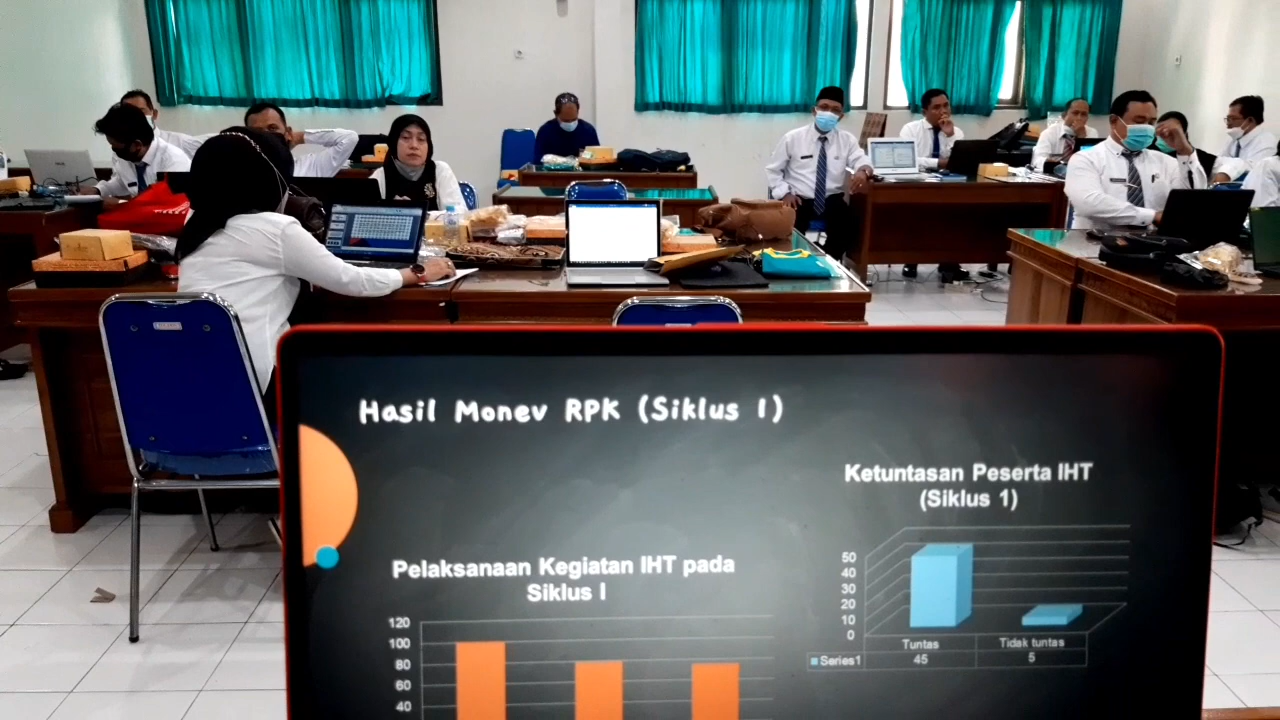 Hasil Monev RPK (Siklus 1)
Ketuntasan Peserta IHT
(Siklus 1)
50
40
30
20
10
0
Tuntas
Tidak tuntas
Series1
45
5
Pelaksanaan Kegiatan IHT pada
Siklus I
120
100
80
60
40